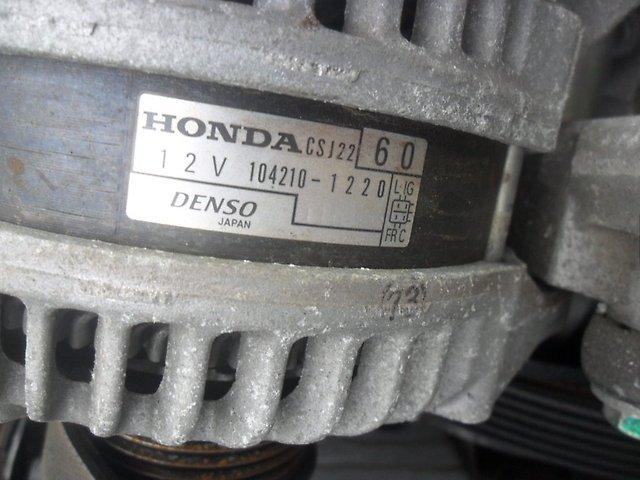 HONDA CSJ22 60
12V 104210-1220
L IG
DENSO
JAPAN
FR C